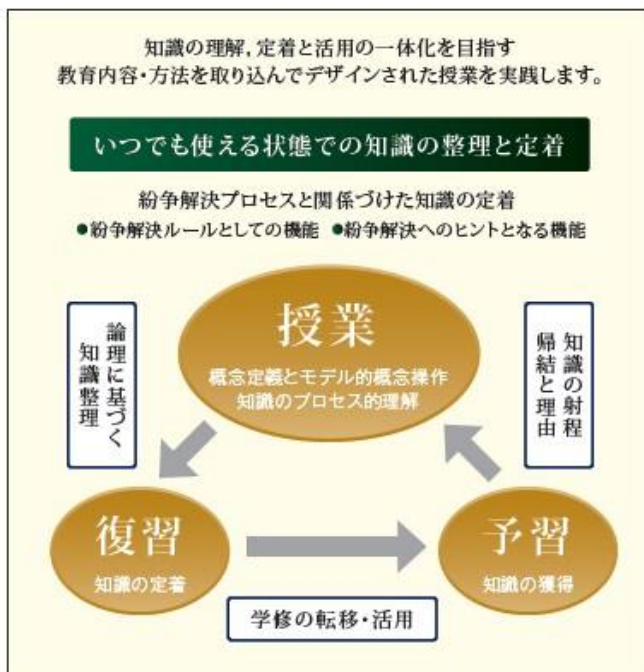 知識の理解,定着と活用の一体化を目指す
教育内容・方法を取り込んでデザインされた授業を実践します。
いつでも使える状態での知識の整理と定着
紛争解決プロセスと関係づけた知識の定着
●紛争解決ルールとしての機能 ●紛争解決へのヒントとなる機能
授業
概念定義とモデル的概念操作
知識のプロセス的理解
論理に基づく
知識整理
知識の射程
帰結と理由
復習
知識の定着
予習
知識の獲得
学修の転移・活用